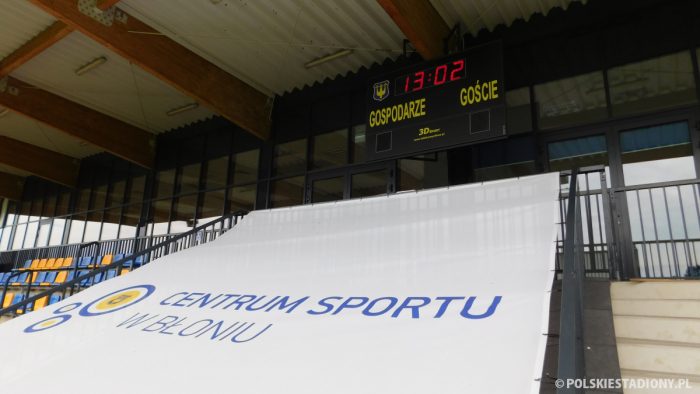 13:02
GOSPODARZE GOŚCIE
3D
CENTRUM SPORTU
W BŁONIU
© POLSKIESTADIONY.PL